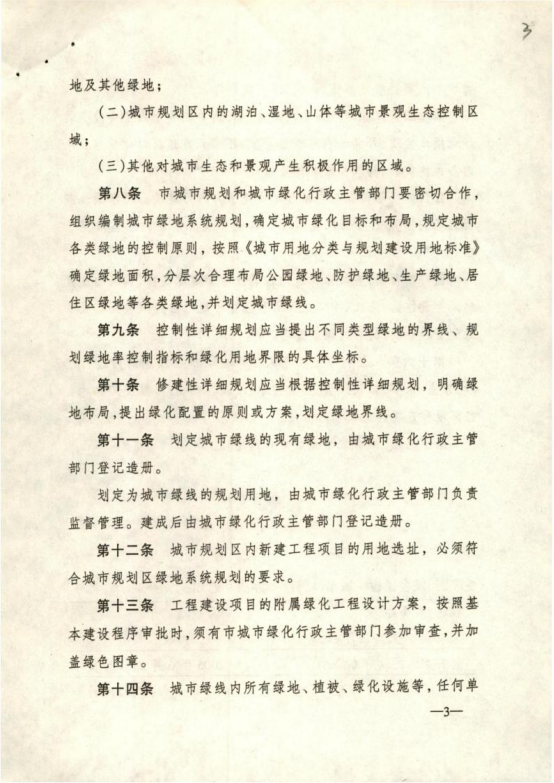 3
地及其他绿地；
(二)城市规划区内的湖泊、湿地、山体等城市景观生态控制区
域；
(三)其他对城市生态和景观产生积极作用的区域。
第八条 市城市规划和城市绿化行政主管部门要密切合作，
组织编制城市绿地系统规划，确定城市绿化目标和布局，规定城市
各类绿地的控制原则，按照《城市用地分类与规划建设用地标准》
确定绿地面积，分层次合理布局公园绿地、防护绿地、生产绿地、居
住区绿地等各类绿地，并划定城市绿线。
第九条 控制性详细规划应当提出不同类型绿地的界线、规
划绿地率控制指标和绿化用地界限的具体坐标。
第十条 修建性详细规划应当根据控制性详细规划，明确绿
地布局，提出绿化配置的原则或方案，划定绿地界线。
第十一条 划定城市绿线的现有绿地，由城市绿化行政主管
部门登记造册。
划定为城市绿线的规划用地，由城市绿化行政主管部门负责
监督管理。建成后由城市绿化行政主管部门登记造册。
第十二条 城市规划区内新建工程项目的用地选址，必须符
合城市规划区绿地系统规划的要求。
第十三条 工程建设项目的附属绿化工程设计方案，按照基
本建设程序审批时，须有市城市绿化行政主管部门参加审查，并加
盖绿色图章。
第十四条 城市绿线内所有绿地、植被、绿化设施等，任何单
—3—